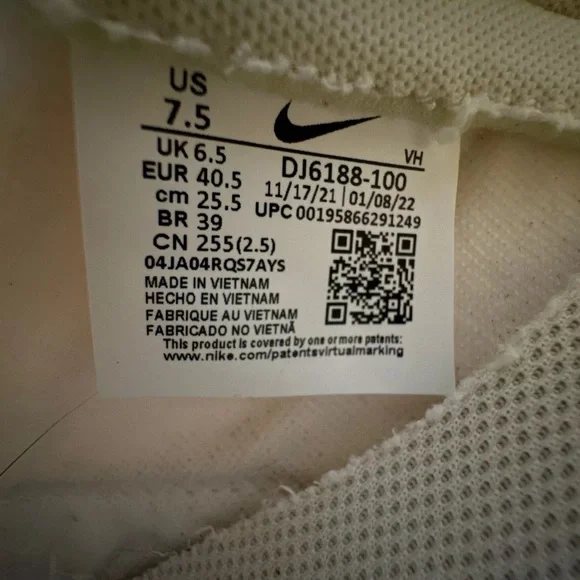 US
7.5
VH
UK 6.5
EUR 40.5
cm 25.5
BR 39
CN 255(2.5)
DJ6188-100
11/17/21 | 01/08/22
UPC 00195866291249
04JA04RQS7AYS
MADE IN VIETNAM
HECHO EN VIETNAM
FABRIQUE AU VIETNAM
FABRICADO NO VIETNÃ
This product is covered by one or more patents:
www.nike.com/patentsvirtualmarking